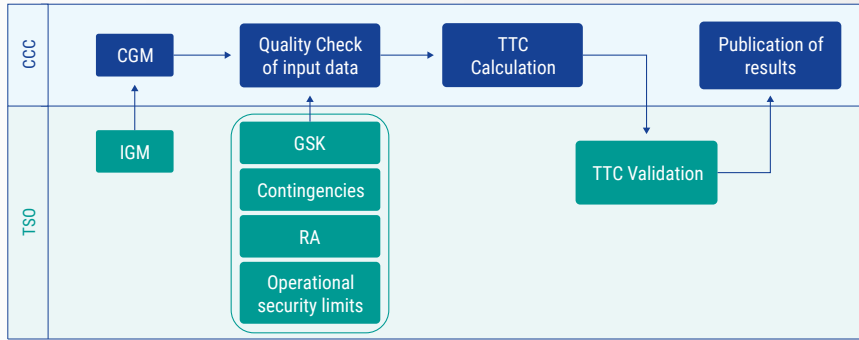 CCC
CGM
Quality Check
of input data
TTC
Calculation
Publication of
results
TSO
IGM
GSK
Contingencies
RA
Operational
security limits
TTC Validation